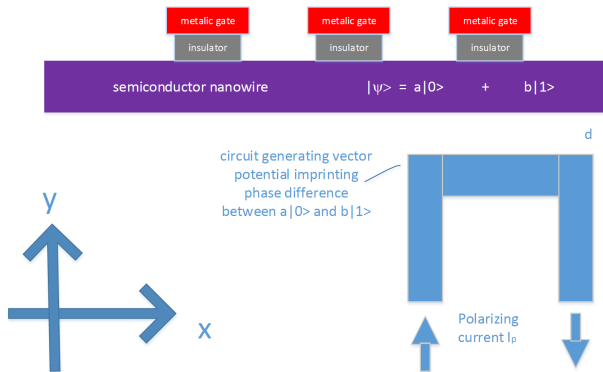 metalic gate
metalic gate
metalic gate
insulator
insulator
insulator
semiconductor nanowire
|ψ> = a|0> + b|1>
d
circuit generating vector
potential imprinting
phase difference
between a|0> and b|1>
y
x
Polarizing
current Iₚ